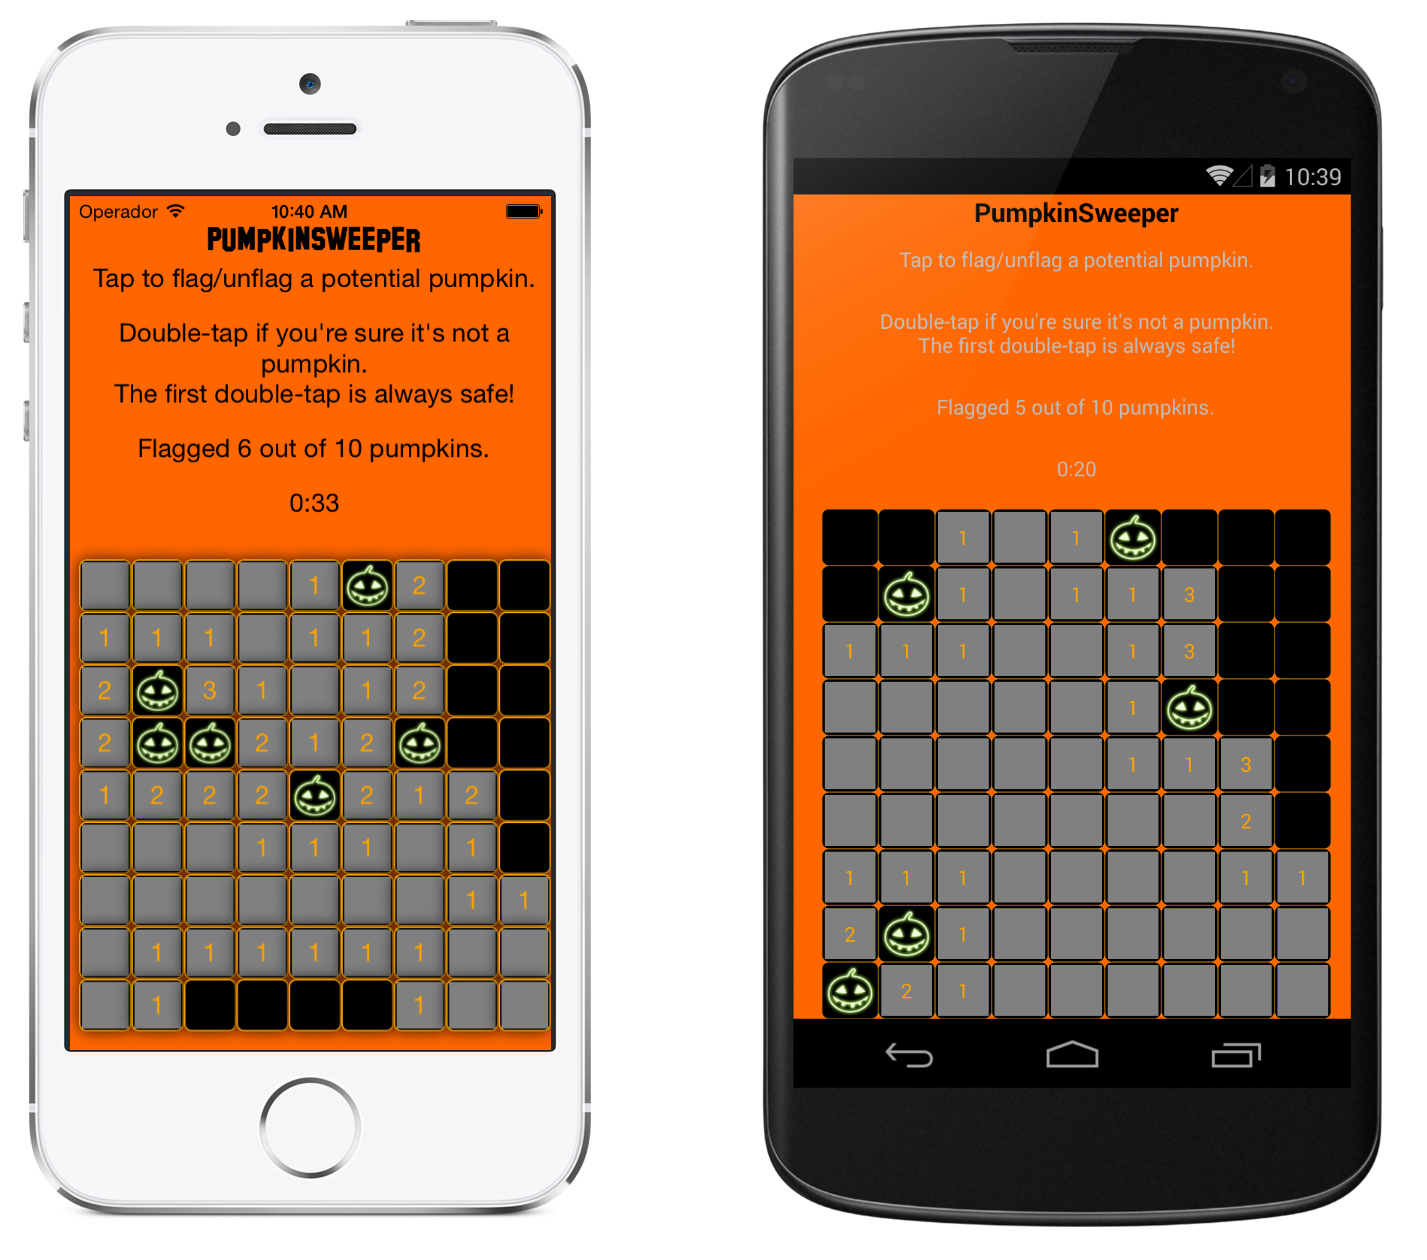 Operador 10:40 AM
PUMPKINSWEEPER
Tap to flag/unflag a potential pumpkin.
Double-tap if you're sure it's not a
pumpkin.
The first double-tap is always safe!
Flagged 6 out of 10 pumpkins.
0:33
1 2
1 1 1 1 1 2
2 3 1 1 2
2 2 1 2
1 2 2 2 2 1 2
1 1 1 1
1 1
1 1 1 1 1 1
1 1
10:39
PumpkinSweeper
Tap to flag/unflag a potential pumpkin.
Double-tap if you're sure it's not a pumpkin.
The first double-tap is always safe!
Flagged 5 out of 10 pumpkins.
0:20
1 1
1 1 1 3
1 1 1 1 3
1
1 1 3
2
1 1 1 1 1
2 1
2 1